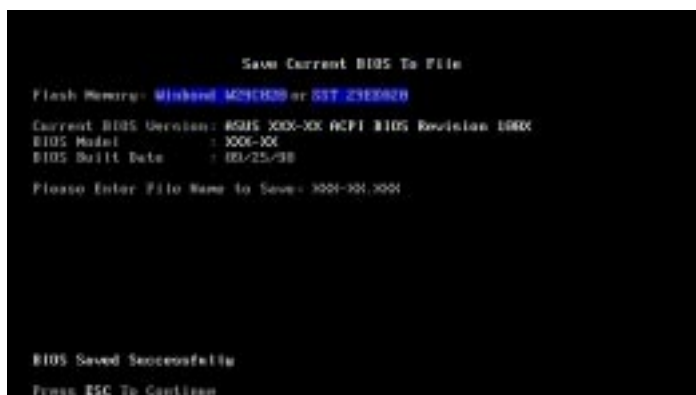 Save Current BIOS To File
Flash Memory: Winbond W29C020 or SST 29EE020
Current BIOS Version: ASUS XXX-XX ACPI BIOS Revision 100X
BIOS Model : XXX-XX
BIOS Built Date : 09/25/98
Please Enter File Name to Save: XXX-XX.XXX
BIOS Saved Successfully
Press ESC To Continue